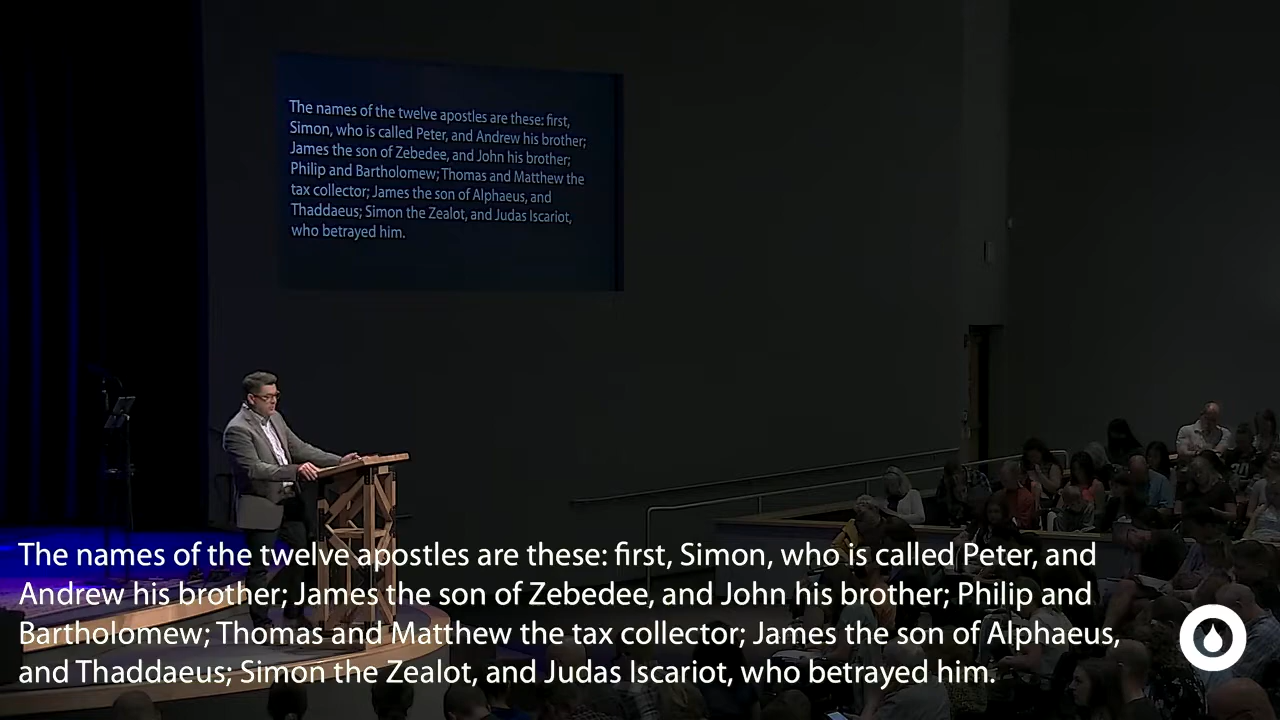 The names of the twelve apostles are these: first,
Simon, who is called Peter, and Andrew his brother;
James the son of Zebedee, and John his brother;
Philip and Bartholomew; Thomas and Matthew the
tax collector; James the son of Alphaeus, and
Thaddaeus; Simon the Zealot, and Judas Iscariot,
who betrayed him.
The names of the twelve apostles are these: first, Simon, who is called Peter, and
Andrew his brother; James the son of Zebedee, and John his brother; Philip and
Bartholomew; Thomas and Matthew the tax collector; James the son of Alphaeus,
and Thaddaeus; Simon the Zealot, and Judas Iscariot, who betrayed him.